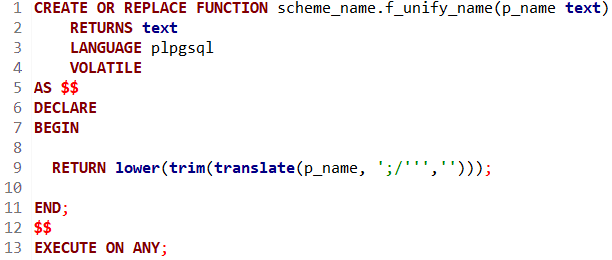 1 CREATE OR REPLACE FUNCTION scheme_name.f_unify_name(p_name text)
2 RETURNS text
3 LANGUAGE plpgsql
4 VOLATILE
5 AS $$
6 DECLARE
7 BEGIN
8
9 RETURN lower(trim(translate(p_name, ';/''','')));
10
11 END;
12 $$
13 EXECUTE ON ANY;